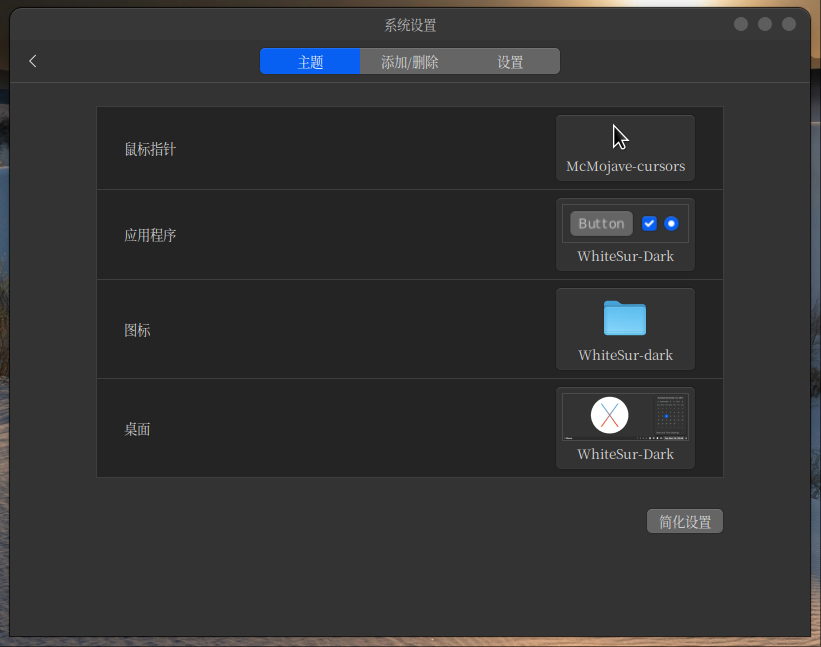 系统设置
主题 添加/删除 设置
鼠标指针
McMojave-cursors
应用程序
Button
WhiteSur-Dark
图标
WhiteSur-dark
桌面
WhiteSur-Dark
简化设置